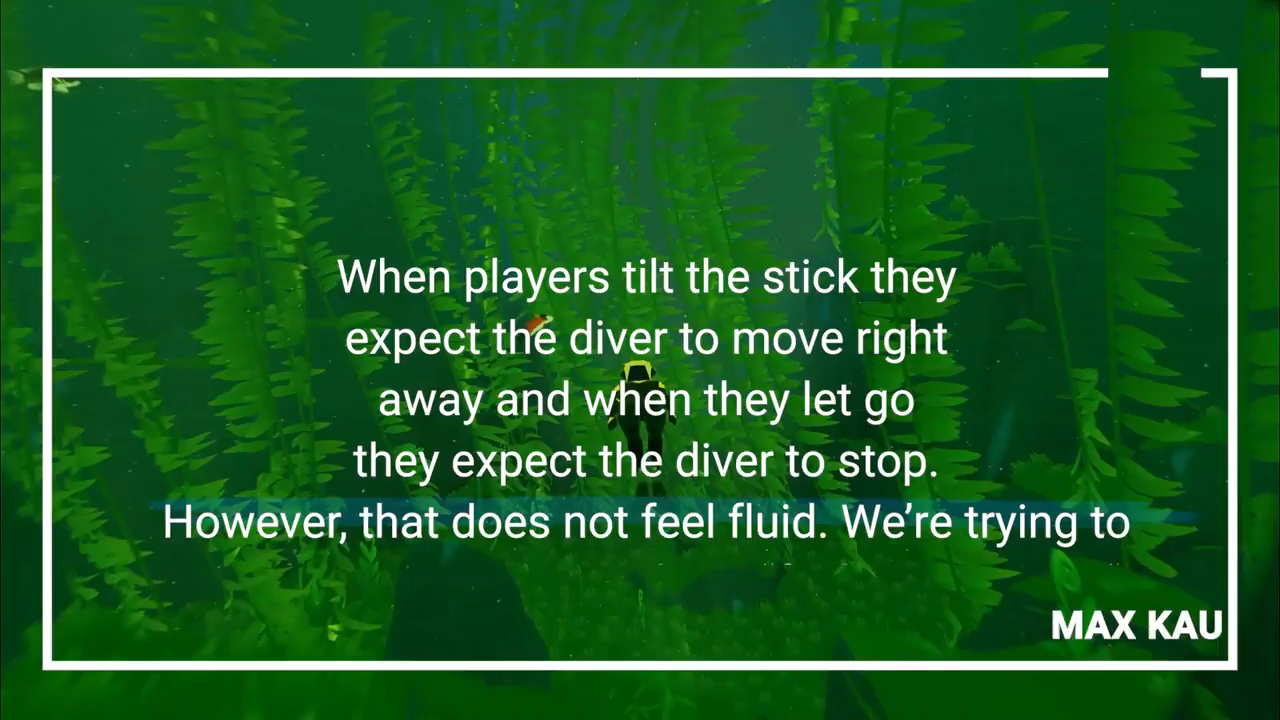 When players tilt the stick they
expect the diver to move right
away and when they let go
they expect the diver to stop.
However, that does not feel fluid. We’re trying to
MAX KAU